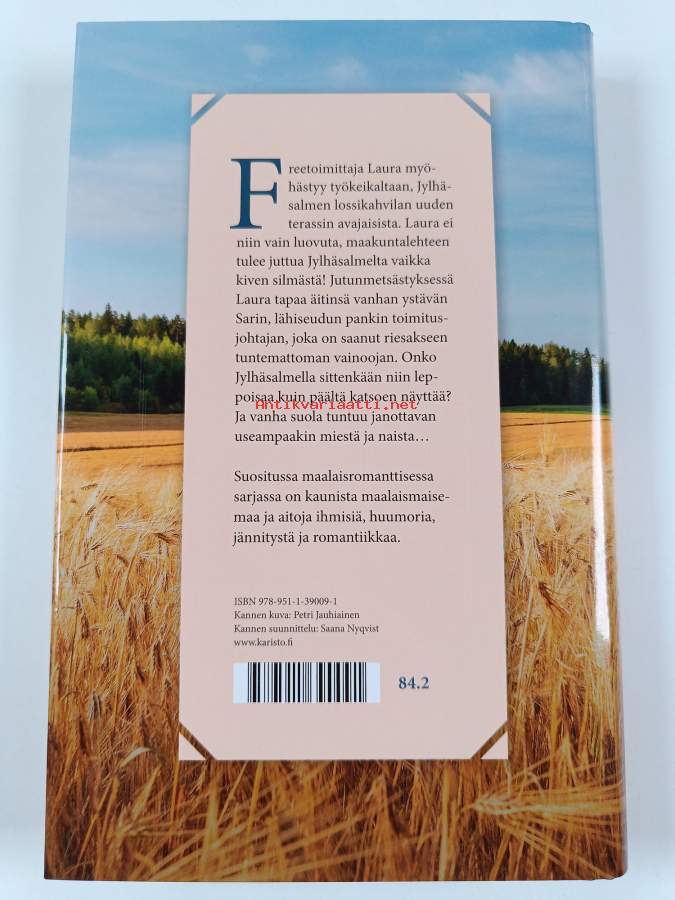 Freetoimittaja Laura myö-
hästyy työkeikaltaan, Jylhä-
salmen lossikahvilan uuden
terassin avajaisista. Laura ei
niin vain luovuta, maakuntalehteen
tulee juttua Jylhäsalmelta vaikka
kiven silmästä! Jutunmetsästyksessä
Laura tapaa äitinsä vanhan ystävän
Sarin, lähiseudun pankin toimitus-
johtajan, joka on saanut riesakseen
tuntemattoman vainoojan. Onko
Jylhäsalmella sittenkään niin lep-
poisaa kuin päältä katsoen näyttää?
Antikvariaatti.net
Ja vanha suola tuntuu janottavan
useampaakin miestä ja naista...
Suositussa maalaisromanttisessa
sarjassa on kaunista maalaismaise-
maa ja aitoja ihmisiä, huumoria,
jännitystä ja romantiikkaa.
ISBN 978-951-1-39009-1
Kannen kuva: Petri Jauhiainen
Kannen suunnittelu: Saana Nyqvist
www.karisto.fi
84.2